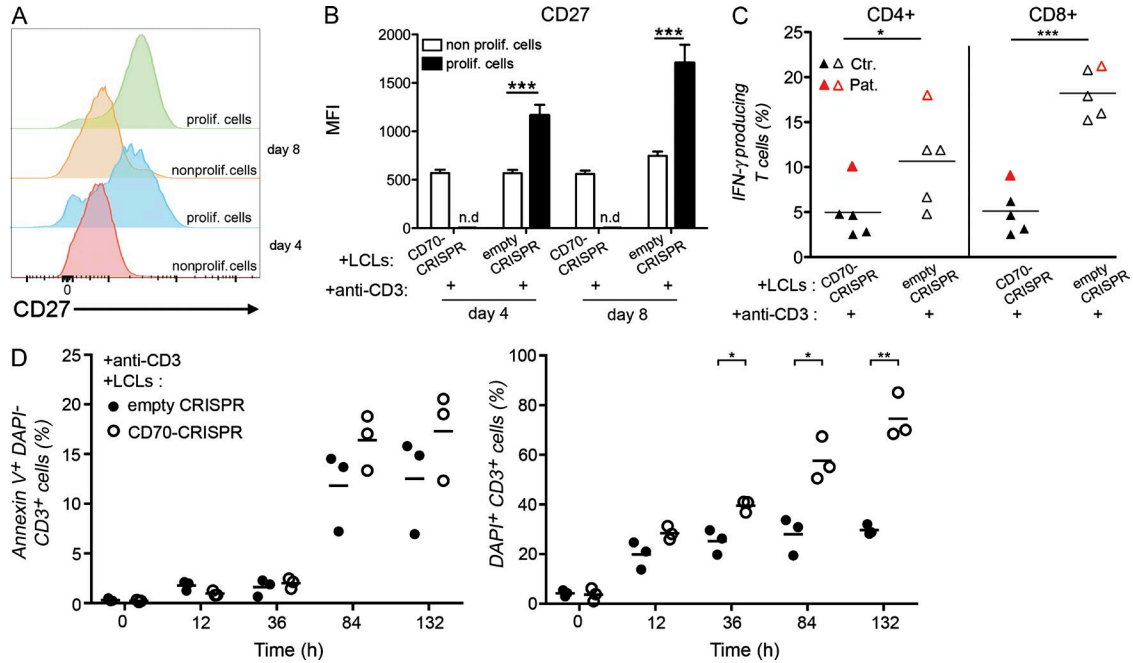 A
prolif. cells
day 8
nonprolif.cells
prolif. cells
day 4
nonprolif.cells
0
CD27
B
CD27
non prolif. cells
prolif. cells
MFI
2000
1500
1000
500
0
***
***
n.d
n.d
+LCLs:
CD70-CRISPR
empty CRISPR
CD70-CRISPR
empty CRISPR
+anti-CD3:
+ + + +
day 4
day 8
C
CD4+
CD8+
*
***
Ctr.
Pat.
IFN-γ producing
T cells (%)
25
20
15
10
5
0
+LCLs :
CD70-CRISPR
empty CRISPR
CD70-CRISPR
empty CRISPR
+anti-CD3 :
+ + + +
D
+anti-CD3
+LCLs :
empty CRISPR
CD70-CRISPR
Annexin V+ DAPI-
CD3+ cells (%)
25
20
15
10
5
0
0 12 36 84 132
Time (h)
DAPI+ CD3+ cells (%)
100
80
60
40
20
0
* * **
0 12 36 84 132
Time (h)